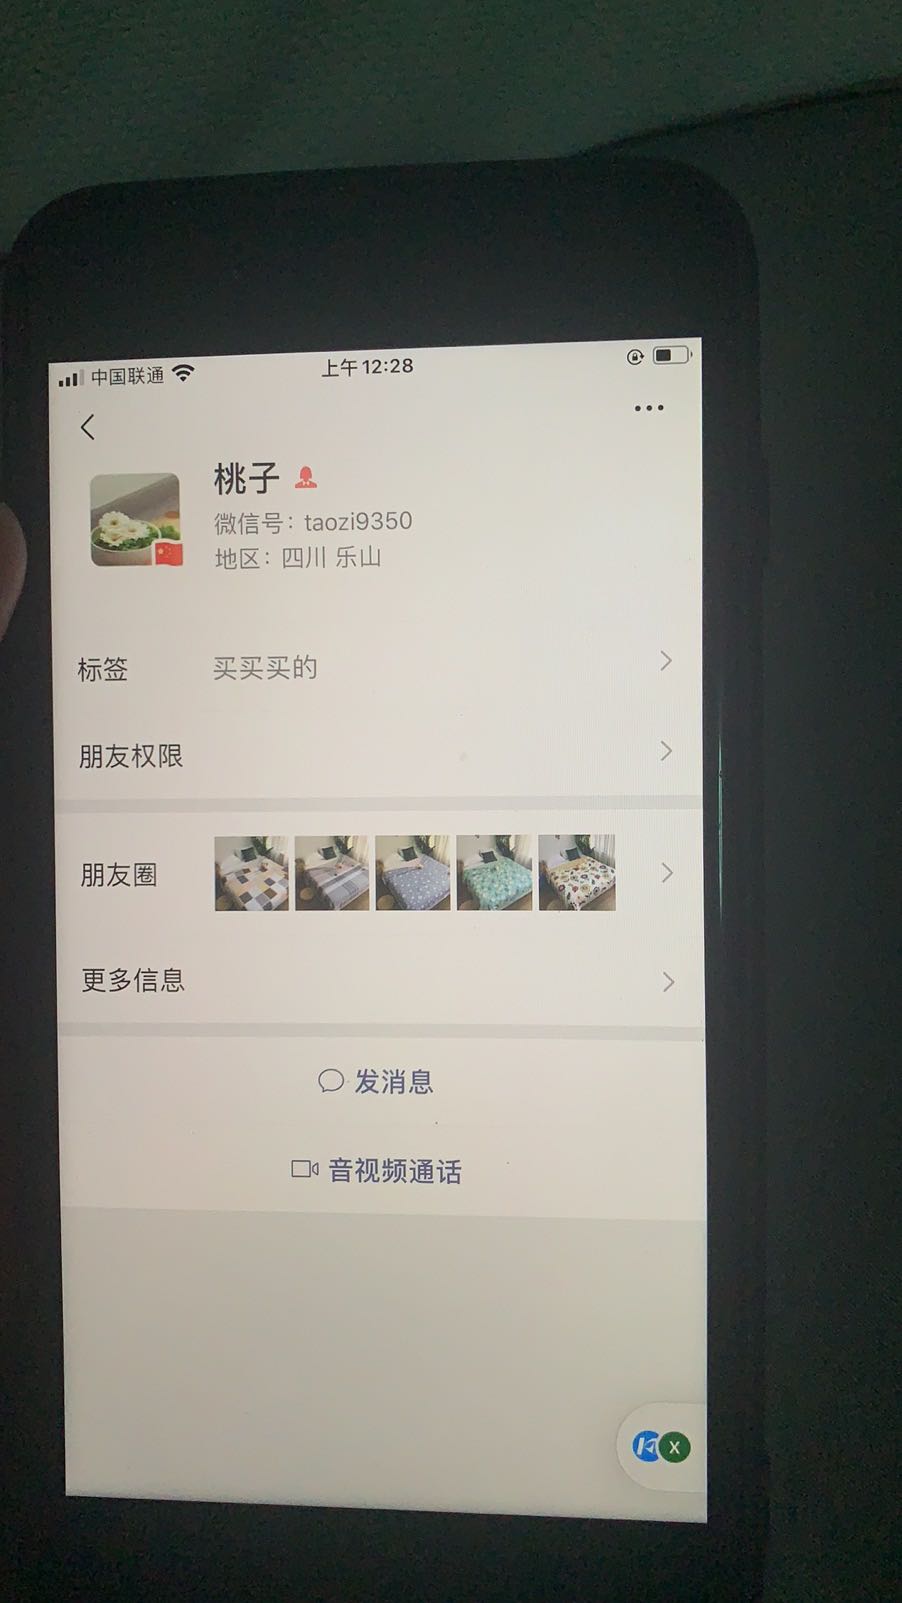 中国联通
上午12:28
桃子
微信号：taozi9350
地区：四川 乐山
标签 买买买的
朋友权限
朋友圈
更多信息
发消息
音视频通话
X